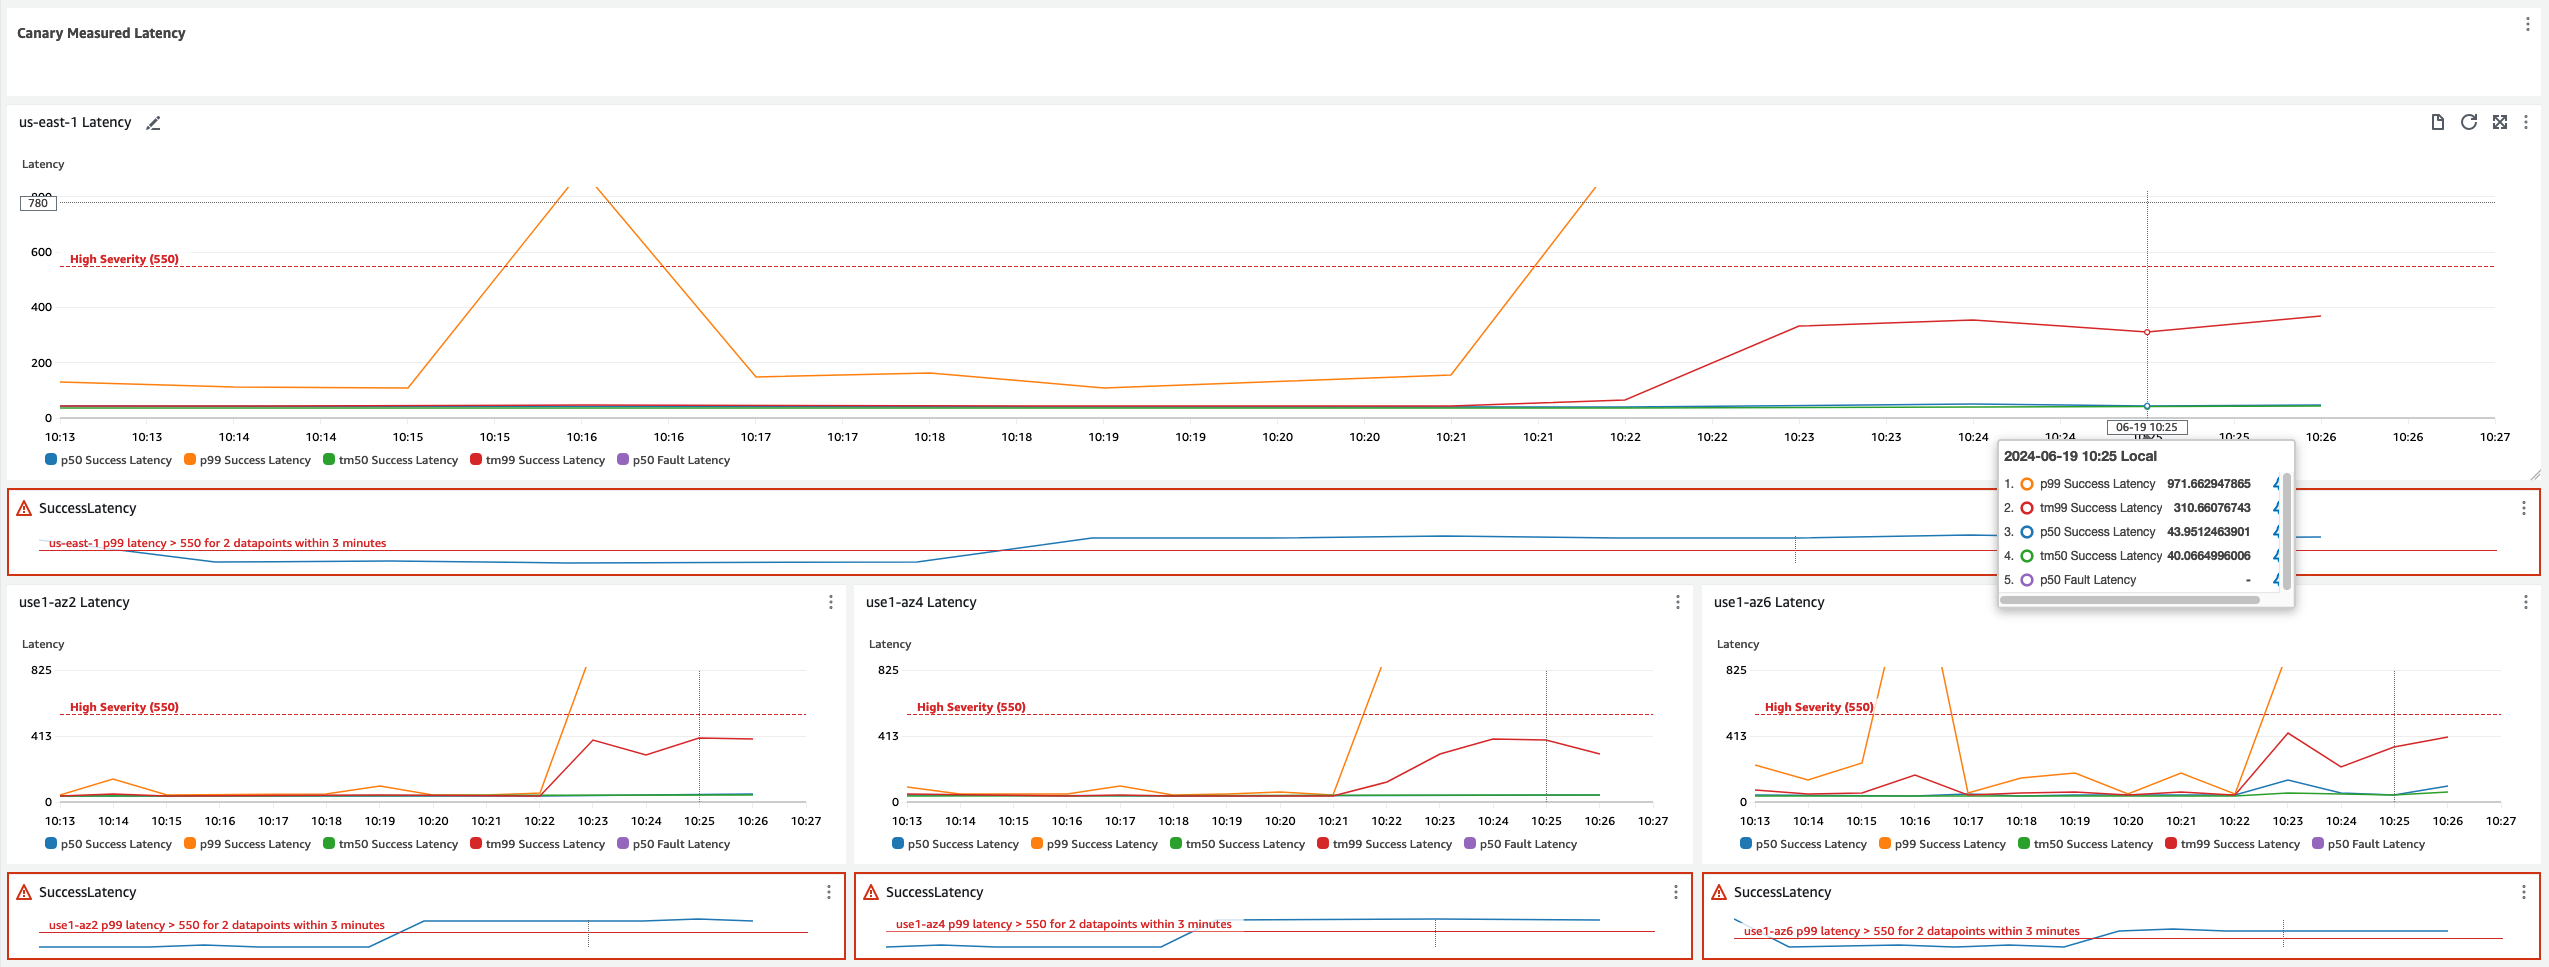 Canary Measured Latency
us-east-1 Latency
Latency
800
780
600
High Severity (550)
400
200
0
10:13 10:13 10:14 10:14 10:15 10:15 10:16 10:16 10:17 10:17 10:18 10:18 10:19 10:19 10:20 10:20 10:21 10:21 10:22 10:22 10:23 10:23 10:24 10:24 10:25 10:25 10:26 10:26 10:27
06-19 10:25
p50 Success Latency p99 Success Latency tm50 Success Latency tm99 Success Latency p50 Fault Latency
2024-06-19 10:25 Local
1. p99 Success Latency 971.662947865
2. tm99 Success Latency 310.66076743
3. p50 Success Latency 43.9512463901
4. tm50 Success Latency 40.0664996006
5. p50 Fault Latency -
SuccessLatency
us-east-1 p99 latency > 550 for 2 datapoints within 3 minutes
use1-az2 Latency
Latency
825
High Severity (550)
413
0
10:13 10:14 10:15 10:16 10:17 10:18 10:19 10:20 10:21 10:22 10:23 10:24 10:25 10:26 10:27
p50 Success Latency p99 Success Latency tm50 Success Latency tm99 Success Latency p50 Fault Latency
use1-az4 Latency
Latency
825
High Severity (550)
413
0
10:13 10:14 10:15 10:16 10:17 10:18 10:19 10:20 10:21 10:22 10:23 10:24 10:25 10:26 10:27
p50 Success Latency p99 Success Latency tm50 Success Latency tm99 Success Latency p50 Fault Latency
use1-az6 Latency
Latency
825
High Severity (550)
413
0
10:13 10:14 10:15 10:16 10:17 10:18 10:19 10:20 10:21 10:22 10:23 10:24 10:25 10:26 10:27
p50 Success Latency p99 Success Latency tm50 Success Latency tm99 Success Latency p50 Fault Latency
SuccessLatency
use1-az2 p99 latency > 550 for 2 datapoints within 3 minutes
SuccessLatency
use1-az4 p99 latency > 550 for 2 datapoints within 3 minutes
SuccessLatency
use1-az6 p99 latency > 550 for 2 datapoints within 3 minutes